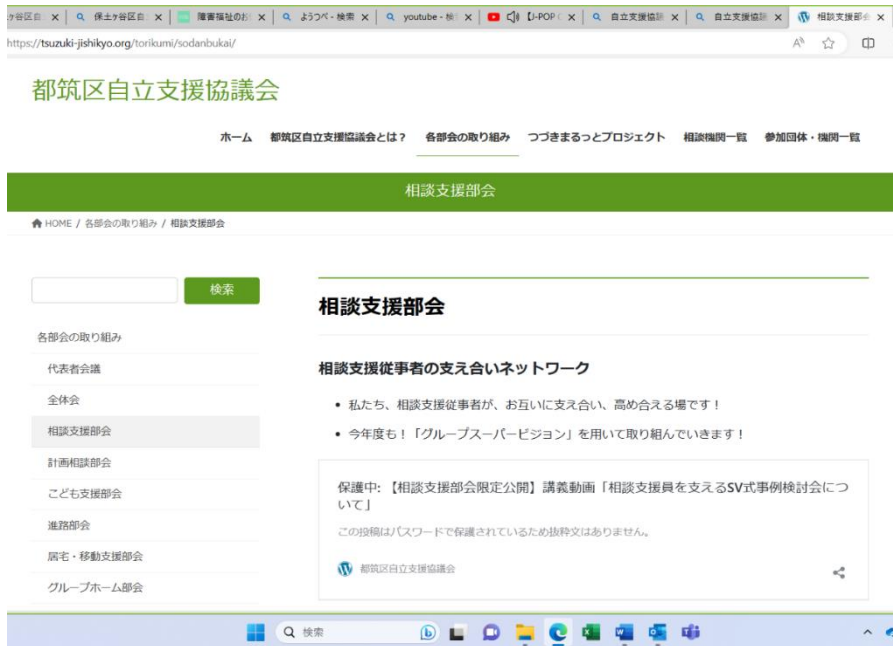 ヶ谷区自
保土ヶ谷区自
障害福祉のお
ようつべ - 検索
youtube - 検
【J-POP
自立支援協議
自立支援協議
相談支援部会
https://tsuzuki-jishikyo.org/torikumi/sodanbukai/
都筑区自立支援協議会
ホーム 都筑区自立支援協議会とは? 各部会の取り組み つづきまるっとプロジェクト 相談機関一覧 参加団体・機関一覧
相談支援部会
HOME / 各部会の取り組み / 相談支援部会
検索
各部会の取り組み
代表者会議
全体会
相談支援部会
計画相談部会
こども支援部会
進路部会
居宅・移動支援部会
グループホーム部会
相談支援部会
相談支援従事者の支え合いネットワーク
• 私たち、相談支援従事者が、お互いに支え合い、高め合える場です!
• 今年度も!「グループスーパービジョン」を用いて取り組んでいきます!
保護中: 【相談支援部会限定公開】講義動画「相談支援員を支えるSV式事例検討会につ
いて」
この投稿はパスワードで保護されているため抜粋文はありません。
都筑区自立支援協議会
検索